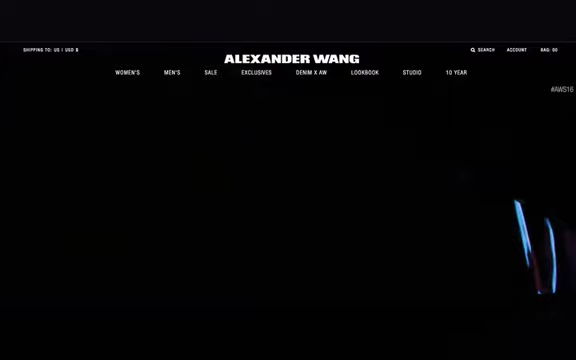 SHIPPING TO: US | USD $
SEARCH ACCOUNT BAG: 00
ALEXANDER WANG
WOMEN'S MEN'S SALE EXCLUSIVES DENIM X AW LOOKBOOK STUDIO 10 YEAR
#AWS16